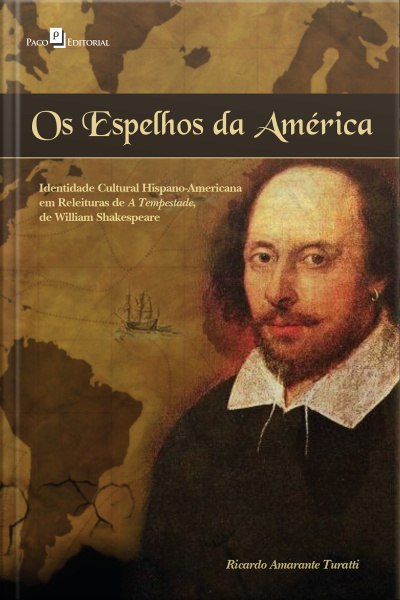 Paco Editorial
Os Espelhos da América
Identidade Cultural Hispano-Americana
em Releituras de A Tempestade,
de William Shakespeare
Ricardo Amarante Turatti